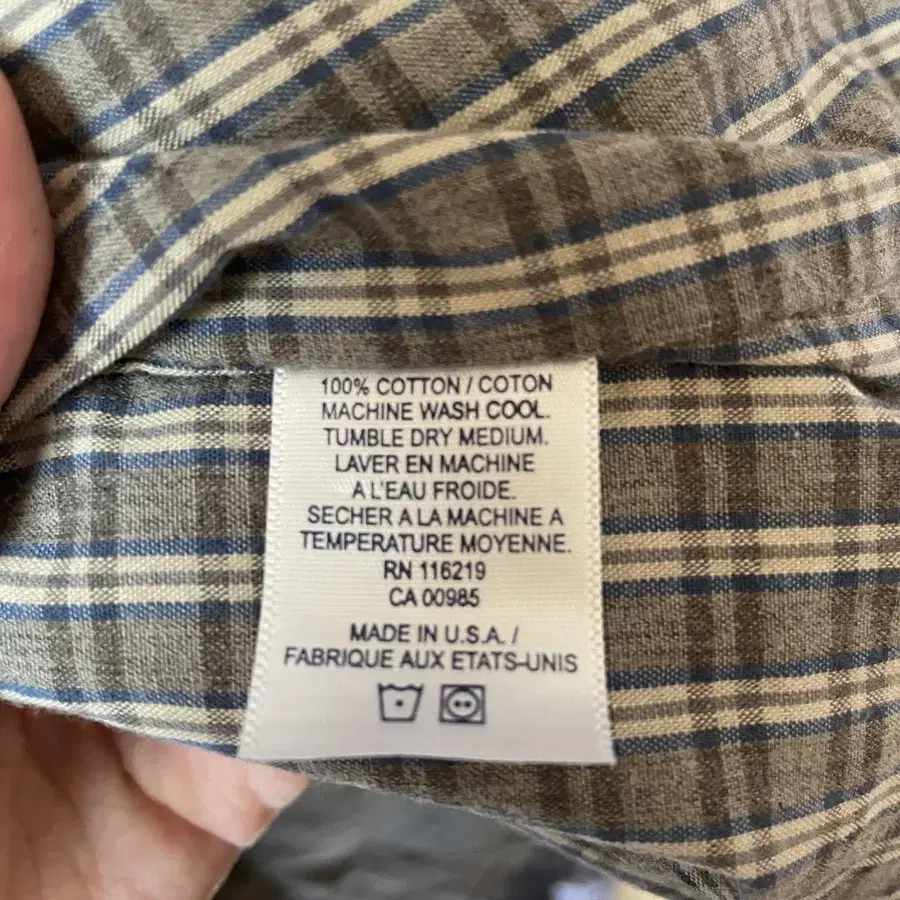 100% COTTON / COTON
MACHINE WASH COOL.
TUMBLE DRY MEDIUM.
LAVER EN MACHINE
A L'EAU FROIDE.
SECHER A LA MACHINE A
TEMPERATURE MOYENNE.
RN 116219
CA 00985
MADE IN U.S.A. /
FABRIQUE AUX ETATS-UNIS